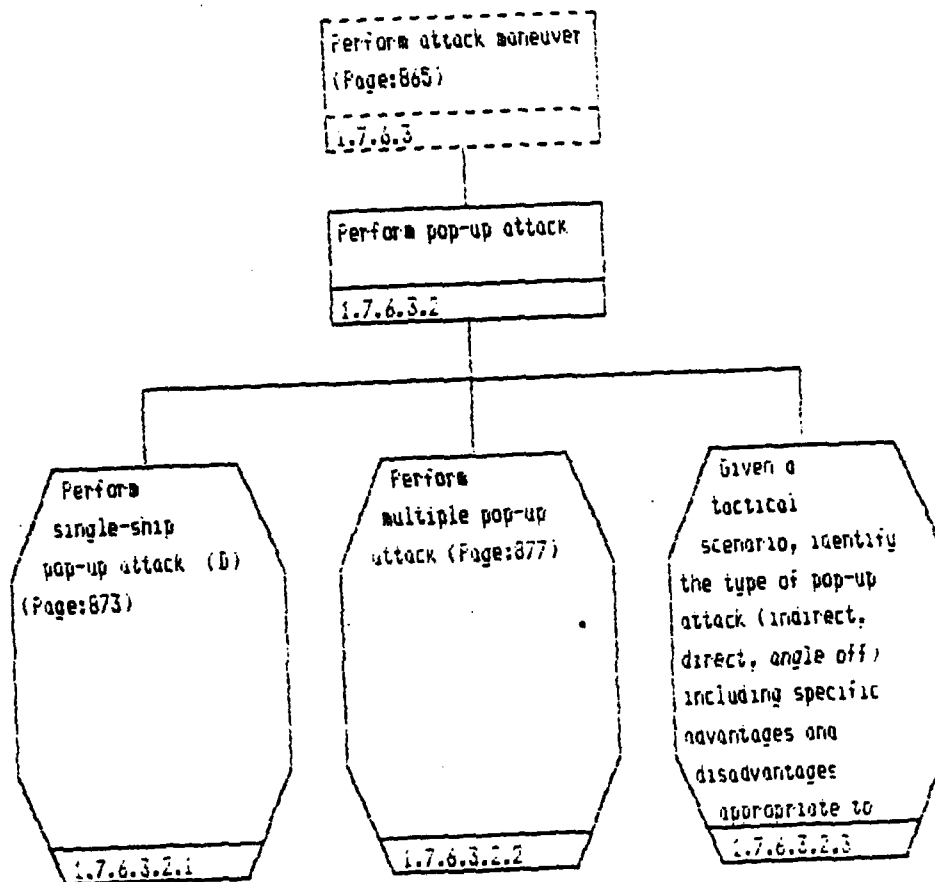 Perform attack maneuver
(Page:865)
1.7.6.3
Perform pop-up attack
1.7.6.3.2
Perform
single-ship
pop-up attack (D)
(Page:873)
1.7.6.3.2.1
Perform
multiple pop-up
attack (Page:877)
1.7.6.3.2.2
Given a
tactical
scenario, identify
the type of pop-up
attack (indirect,
direct, angle off)
including specific
advantages and
disadvantages
appropriate to
1.7.6.3.2.3